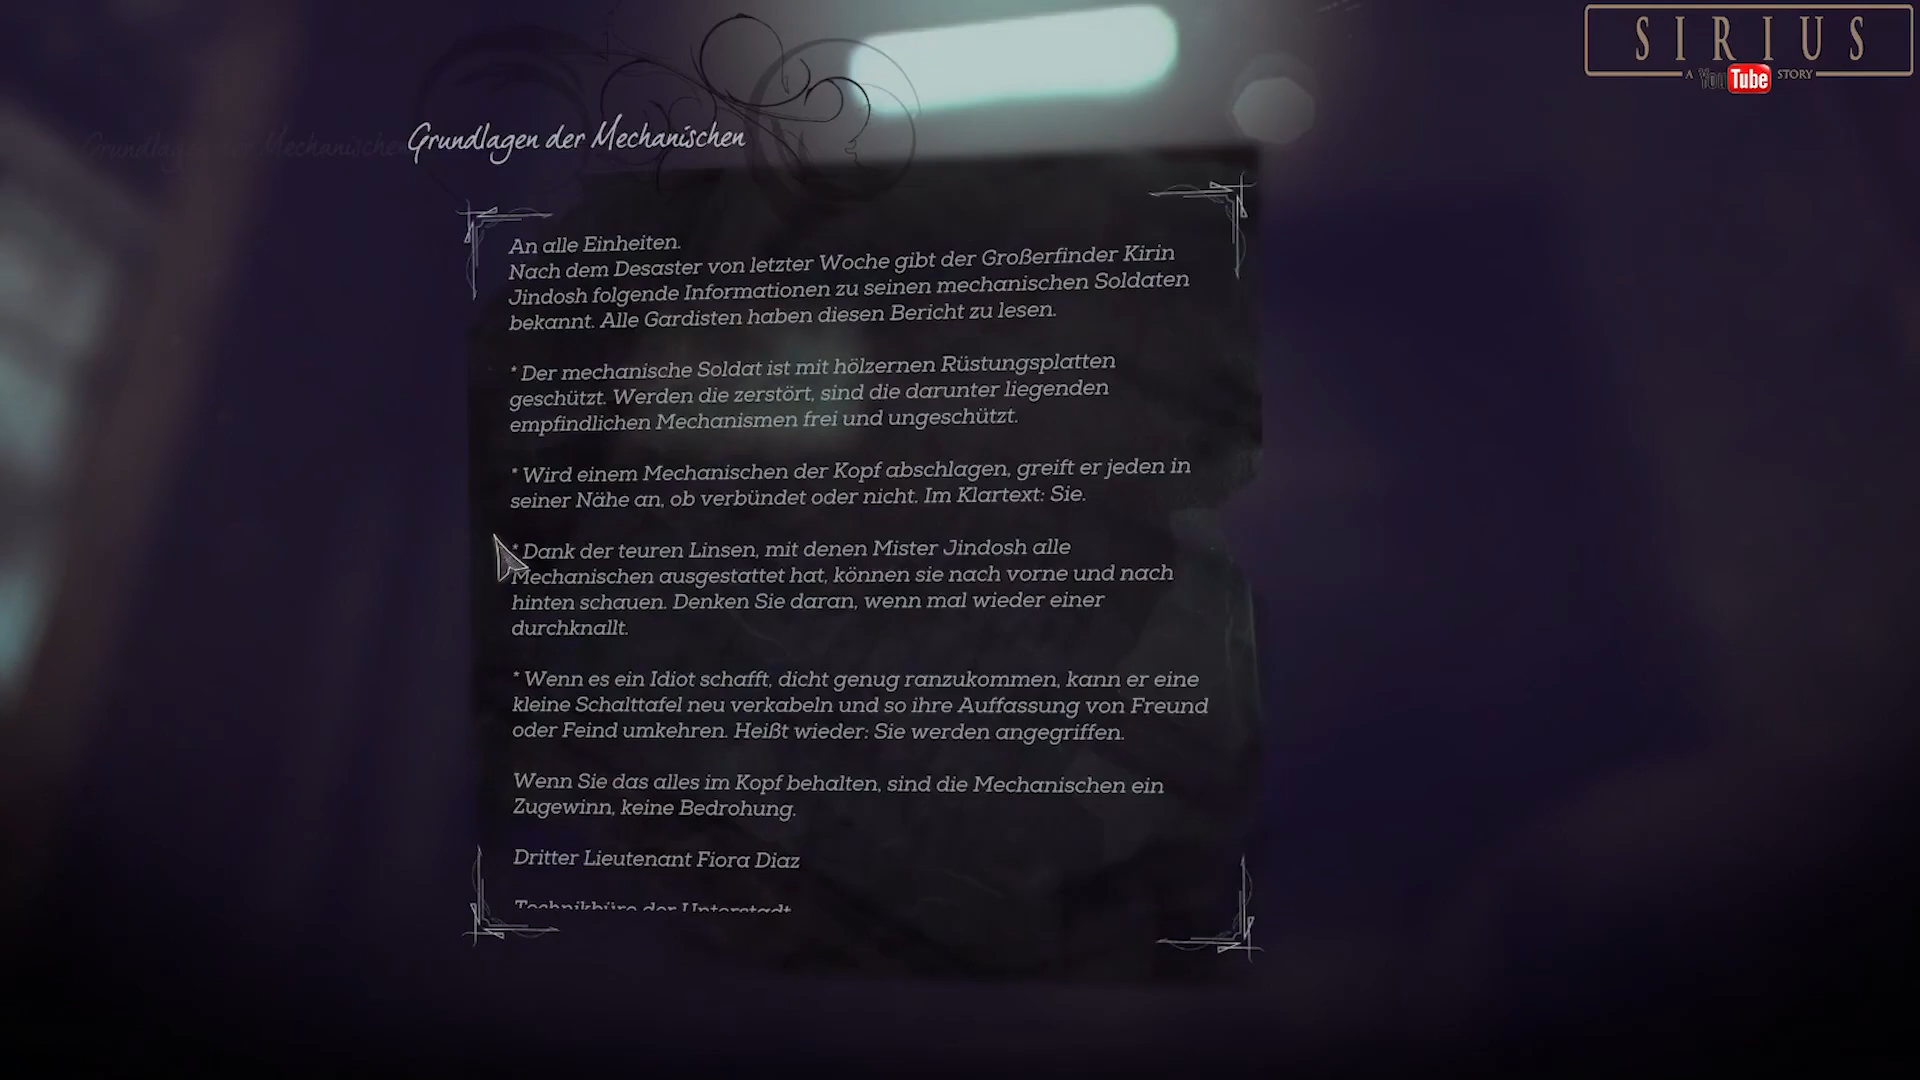 SIRIUS
A YouTube STORY
Grundlagen der Mechanischen
An alle Einheiten.
Nach dem Desaster von letzter Woche gibt der Großerfinder Kirin
Jindosh folgende Informationen zu seinen mechanischen Soldaten
bekannt. Alle Gardisten haben diesen Bericht zu lesen.
* Der mechanische Soldat ist mit hölzernen Rüstungsplatten
geschützt. Werden die zerstört, sind die darunter liegenden
empfindlichen Mechanismen frei und ungeschützt.
* Wird einem Mechanischen der Kopf abschlagen, greift er jeden in
seiner Nähe an, ob verbündet oder nicht. Im Klartext: Sie.
* Dank der teuren Linsen, mit denen Mister Jindosh alle
Mechanischen ausgestattet hat, können sie nach vorne und nach
hinten schauen. Denken Sie daran, wenn mal wieder einer
durchknallt.
* Wenn es ein Idiot schafft, dicht genug ranzukommen, kann er eine
kleine Schalttafel neu verkabeln und so ihre Auffassung von Freund
oder Feind umkehren. Heißt wieder: Sie werden angegriffen.
Wenn Sie das alles im Kopf behalten, sind die Mechanischen ein
Zugewinn, keine Bedrohung.
Dritter Lieutenant Fiora Diaz
Technikbüro der Unterstadt